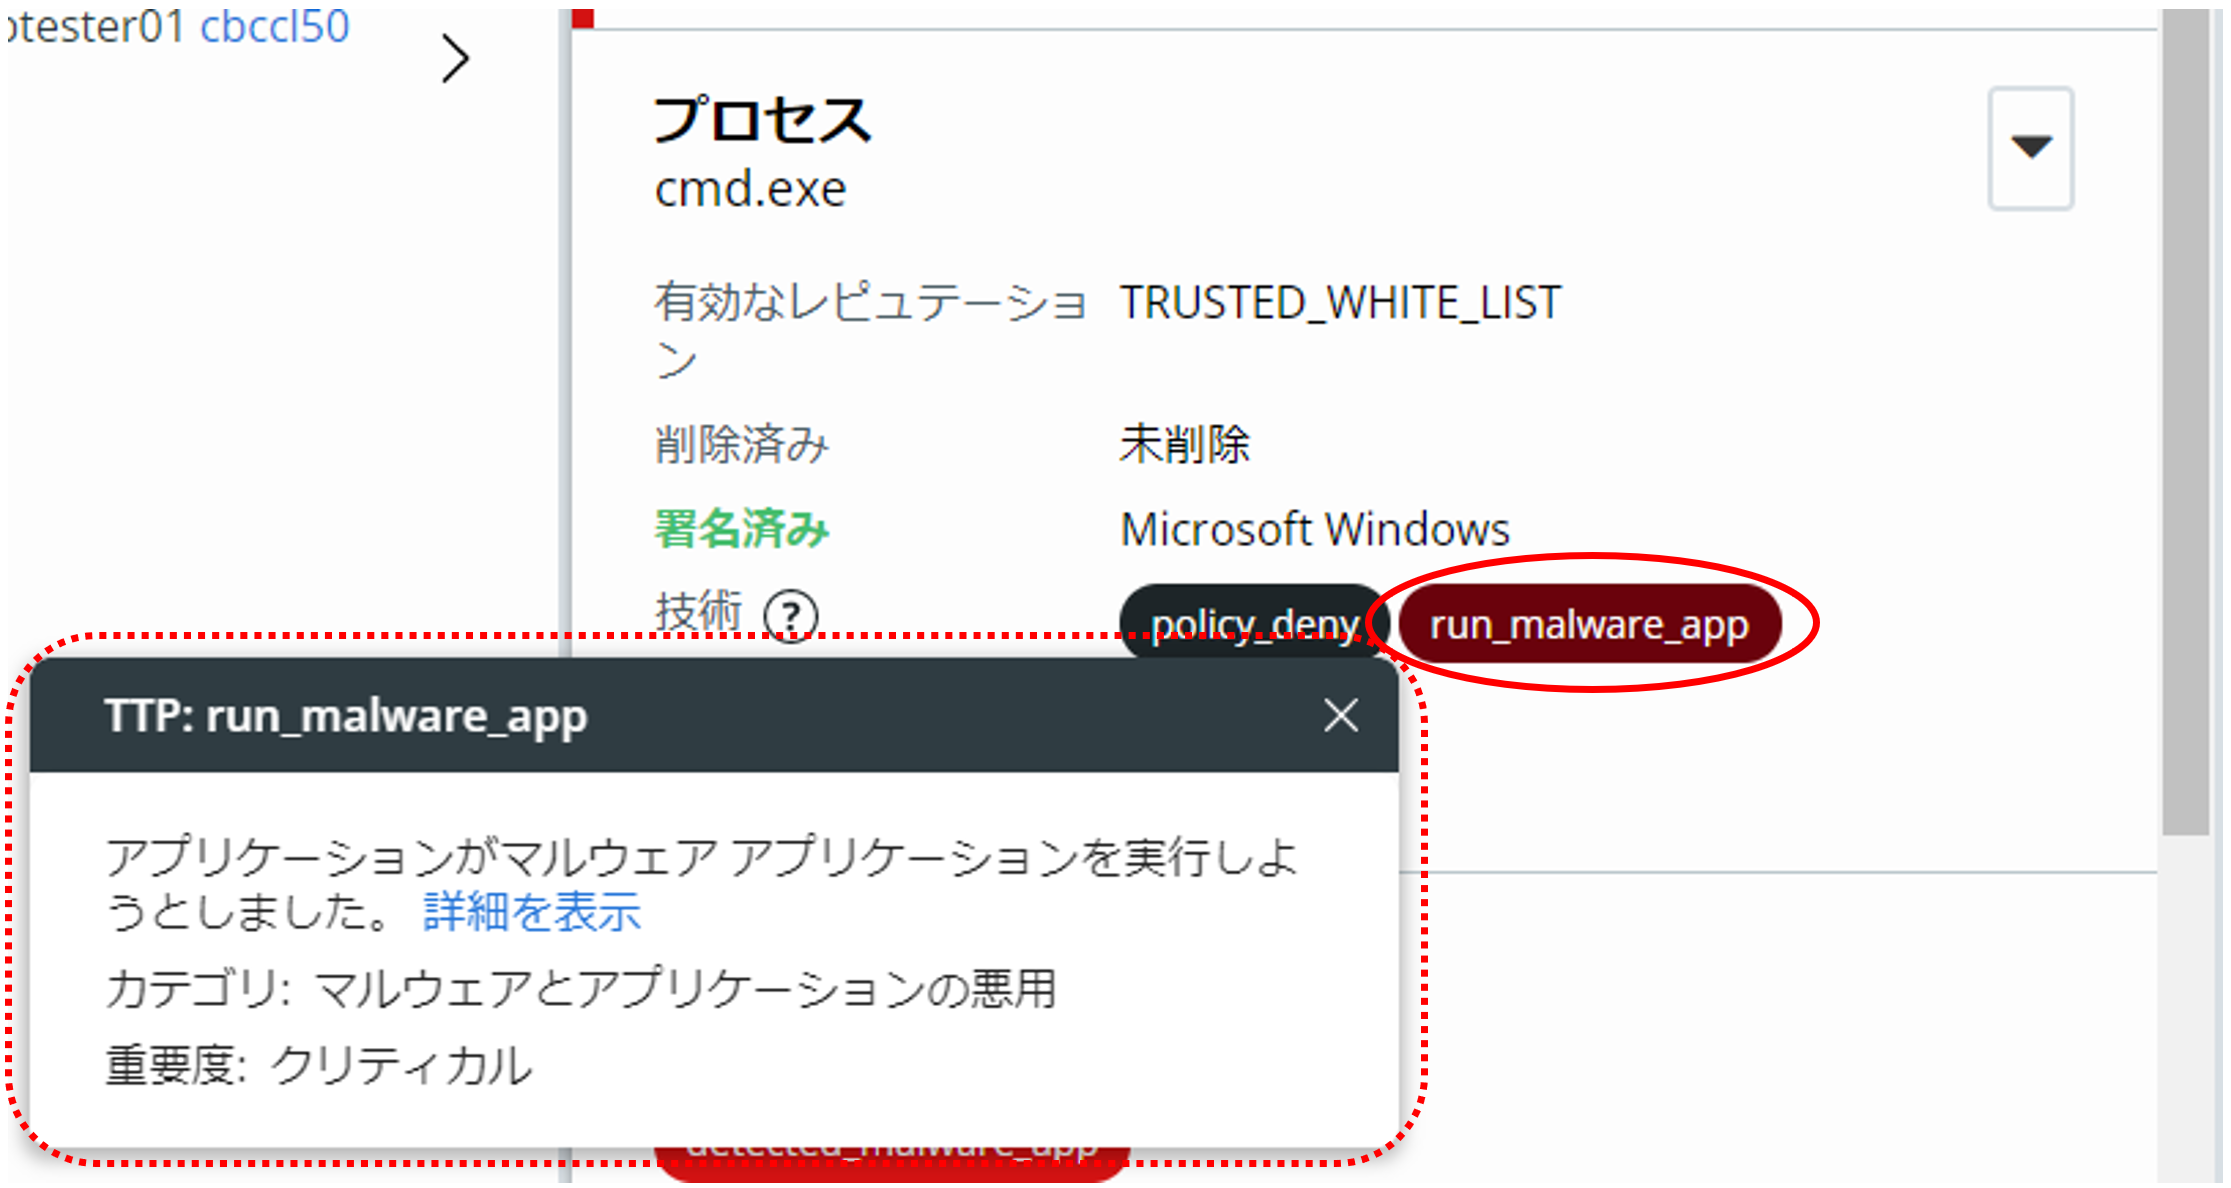 tester01 cbccl50
プロセス
cmd.exe
有効なレピュテーショ TRUSTED_WHITE_LIST
ン
削除済み 未削除
署名済み Microsoft Windows
技術 ? policy_deny run_malware_app
TTP: run_malware_app
アプリケーションがマルウェア アプリケーションを実行しよ
うとしました。 詳細を表示
カテゴリ: マルウェアとアプリケーションの悪用
重要度: クリティカル
detected_malware_app